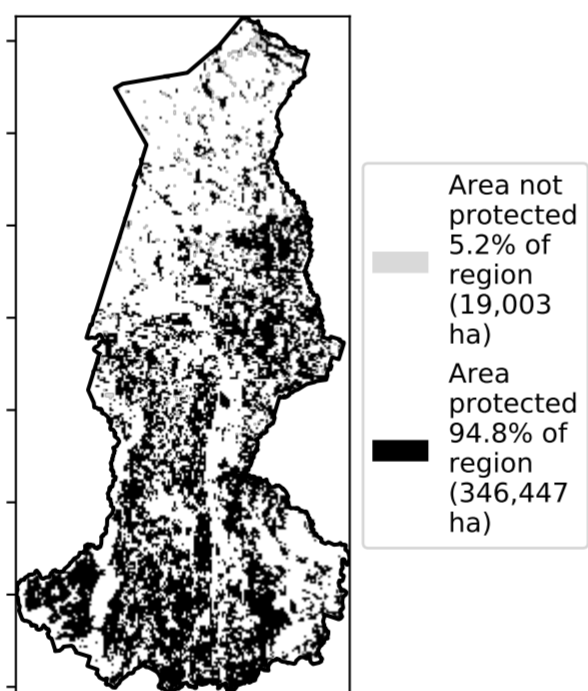 Area not
protected
5.2% of
region
(19,003
ha)
Area
protected
94.8% of
region
(346,447
ha)